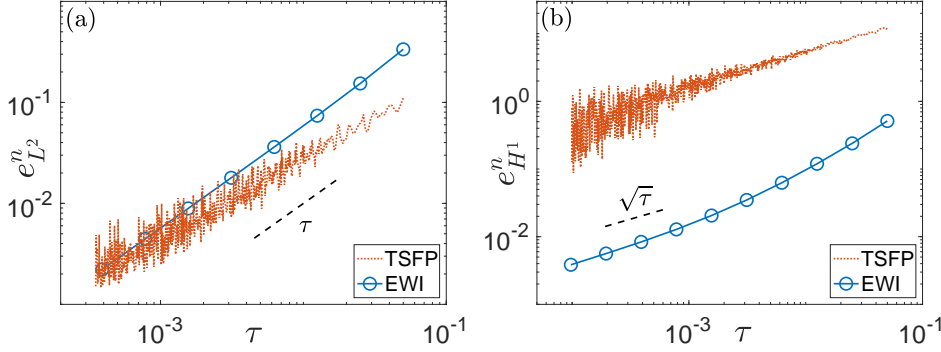 (a)
e^n_{L^2}
10^{-1}
10^{-2}
τ
TSFP
EWI
10^{-3}
τ
10^{-1}
(b)
e^n_{H^1}
10^0
10^{-2}
√τ
TSFP
EWI
10^{-3}
τ
10^{-1}